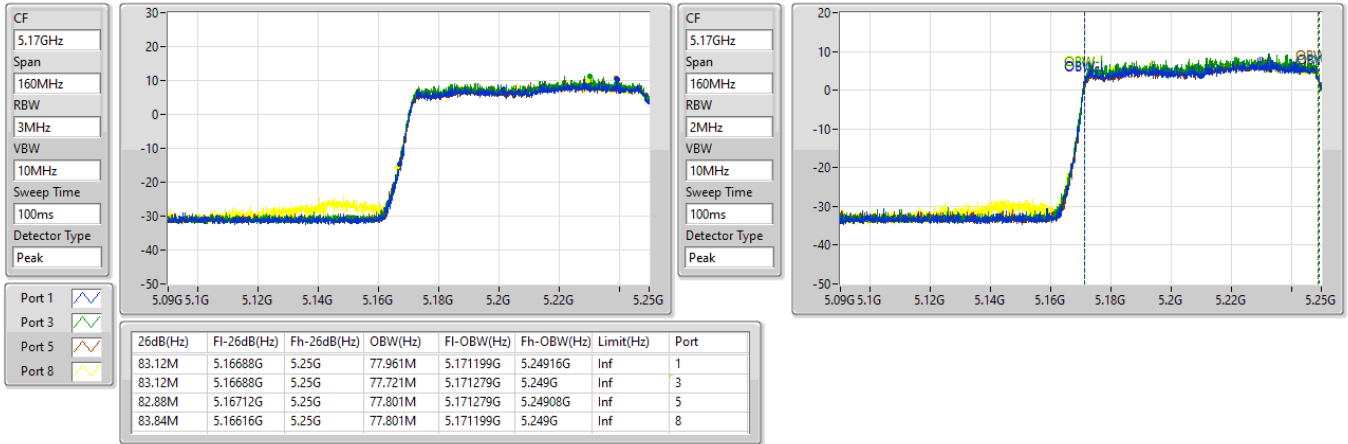 CF
5.17GHz
Span
160MHz
RBW
3MHz
VBW
10MHz
Sweep Time
100ms
Detector Type
Peak
30
20
10
0
-10
-20
-30
-40
-50
5.09G 5.1G 5.12G 5.14G 5.16G 5.18G 5.2G 5.22G 5.25G
CF
5.17GHz
Span
160MHz
RBW
2MHz
VBW
10MHz
Sweep Time
100ms
Detector Type
Peak
20
10
0
-10
-20
-30
-40
-50
5.09G 5.1G 5.12G 5.14G 5.16G 5.18G 5.2G 5.22G 5.25G
Port 1
Port 3
Port 5
Port 8
26dB(Hz) Fl-26dB(Hz) Fh-26dB(Hz) OBW(Hz) Fl-OBW(Hz) Fh-OBW(Hz) Limit(Hz) Port
83.12M 5.16688G 5.25G 77.961M 5.171199G 5.24916G Inf 1
83.12M 5.16688G 5.25G 77.721M 5.171279G 5.249G Inf 3
82.88M 5.16712G 5.25G 77.801M 5.171279G 5.24908G Inf 5
83.84M 5.16616G 5.25G 77.801M 5.171199G 5.249G Inf 8